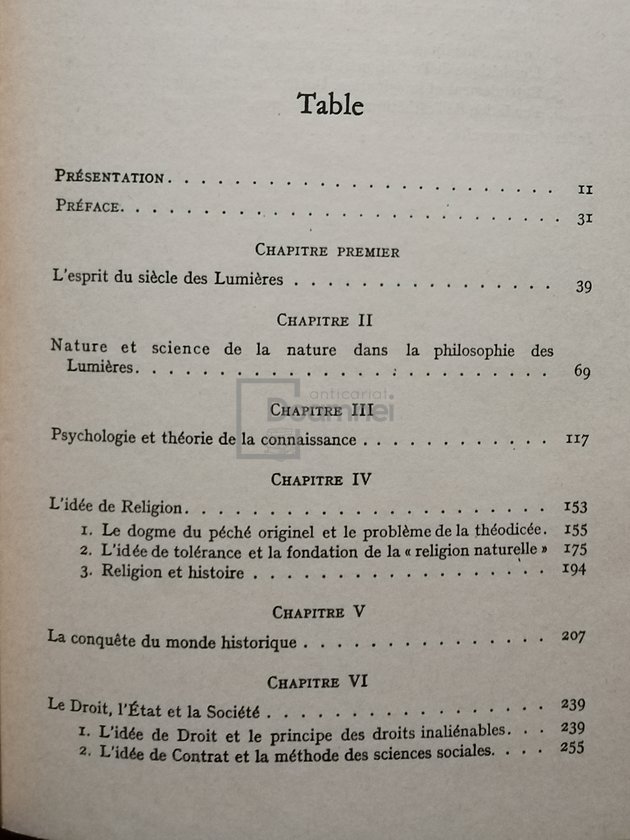 Table
PRÉSENTATION. . . . . . . . . . . . . . . . . . . . 11
PRÉFACE. . . . . . . . . . . . . . . . . . . . . . 31
CHAPITRE PREMIER
L'esprit du siècle des Lumières . . . . . . . . . . . . . . 39
CHAPITRE II
Nature et science de la nature dans la philosophie des
Lumières. . . . . . . . . . . . . . . . . . . . . 69
anticariat
Doamnei
CHAPITRE III
Psychologie et théorie de la connaissance . . . . . . . . . . 117
CHAPITRE IV
L'idée de Religion. . . . . . . . . . . . . . . . . . . 153
1. Le dogme du péché originel et le problème de la théodicée. 155
2. L'idée de tolérance et la fondation de la « religion naturelle » 175
3. Religion et histoire . . . . . . . . . . . . . . . . 194
CHAPITRE V
La conquête du monde historique . . . . . . . . . . . . . 207
CHAPITRE VI
Le Droit, l'État et la Société . . . . . . . . . . . . . . . 239
1. L'idée de Droit et le principe des droits inaliénables. . . 239
2. L'idée de Contrat et la méthode des sciences sociales. . . . 255